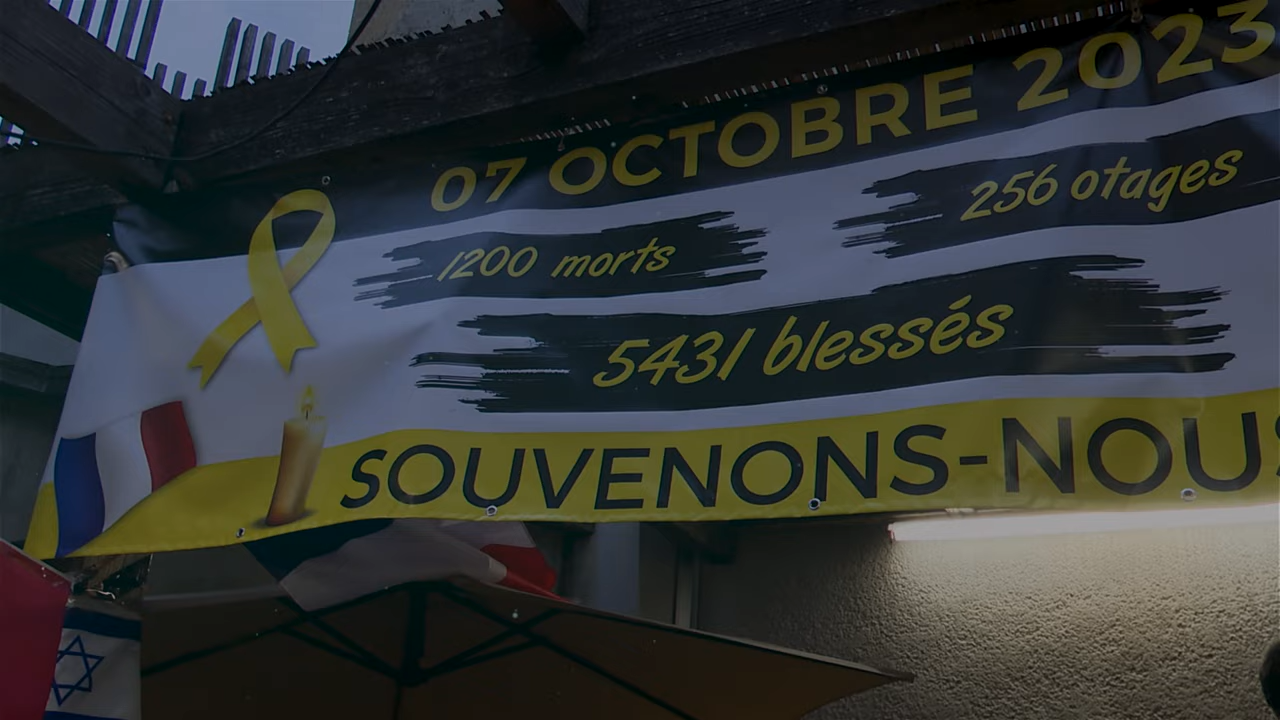 07 OCTOBRE 2023
1200 morts
256 otages
5431 blessés
SOUVENONS-NOUS